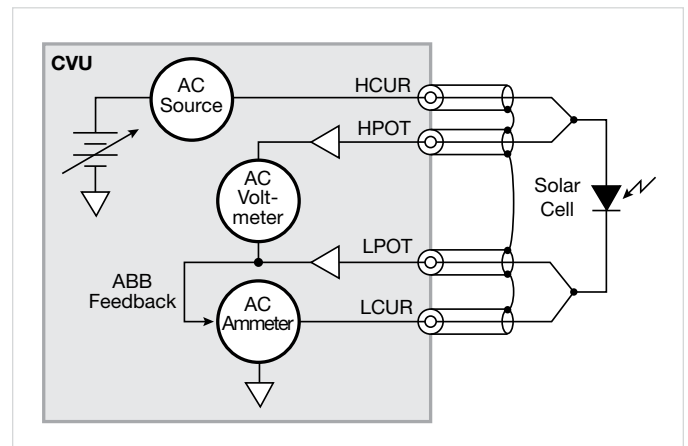 CVU
AC
Source
HCUR
HPOT
AC
Volt-
meter
Solar
Cell
LPOT
ABB
Feedback
AC
Ammeter
LCUR